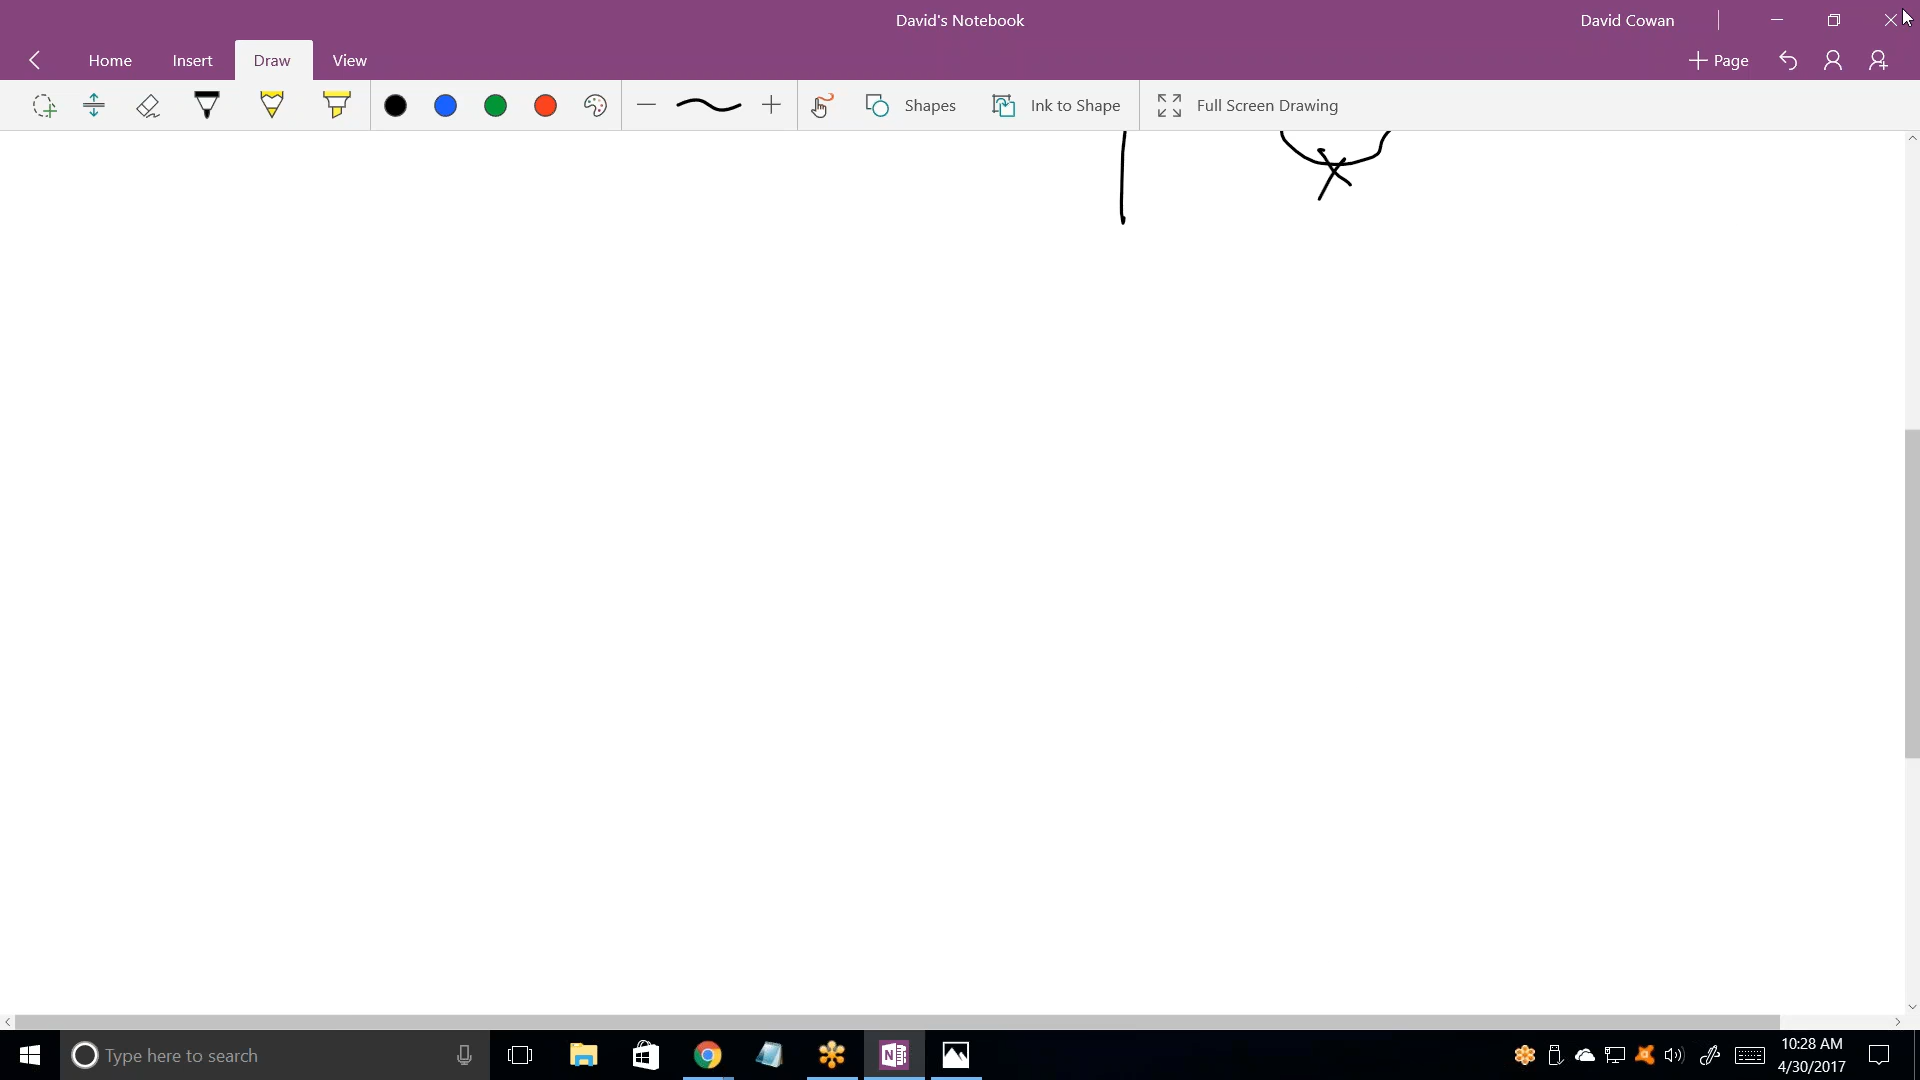 David's Notebook
David Cowan
Home Insert Draw View
Page
Shapes
Ink to Shape
Full Screen Drawing
X
Type here to search
N
10:28 AM
4/30/2017